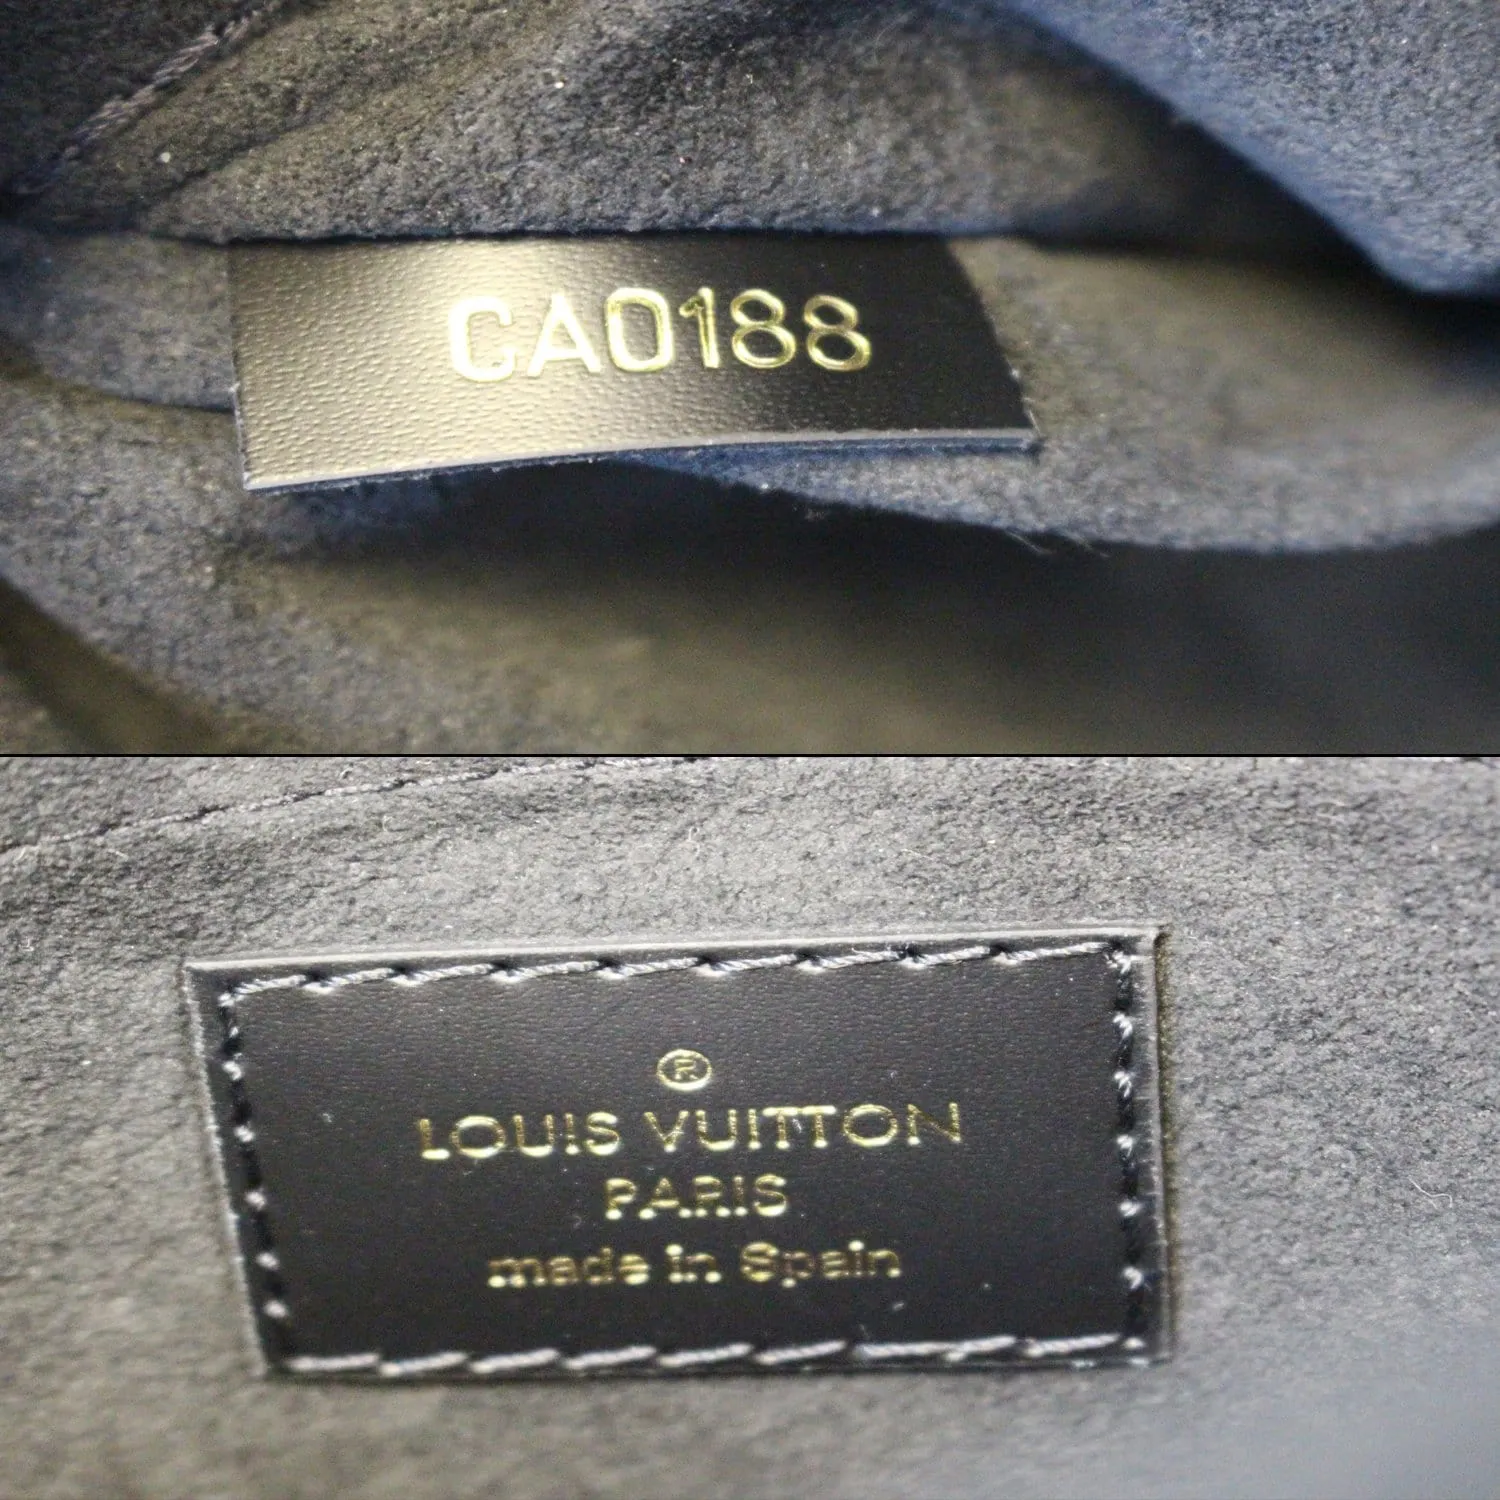 CA0188
®
LOUIS VUITTON
PARIS
made in Spain